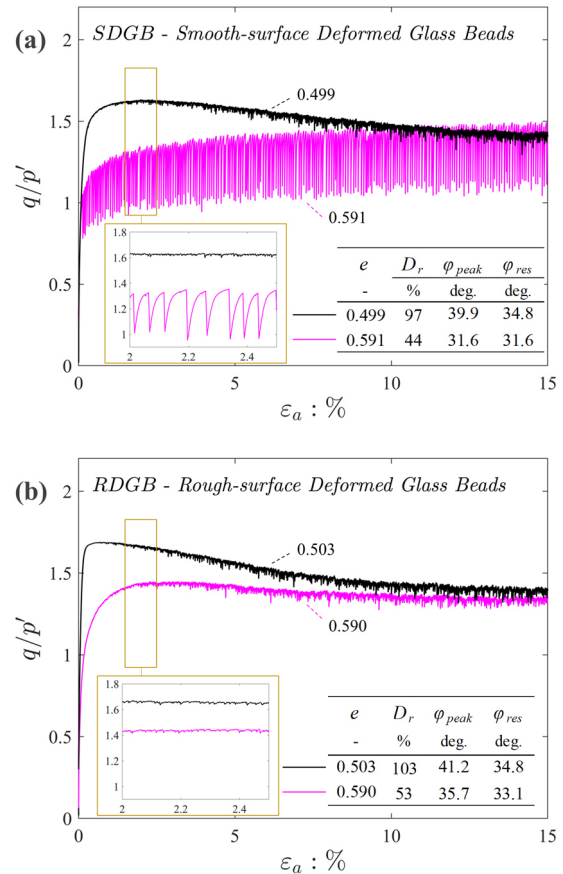 (a)
SDGB - Smooth-surface Deformed Glass Beads
2
1.5
1
0.5
0
q/p′
0.499
0.591
1.8
1.6
1.4
1.2
1
2 2.2 2.4
e D_r φ_peak φ_res
- % deg. deg.
0.499 97 39.9 34.8
0.591 44 31.6 31.6
0 5 10 15
ε_a : %
(b)
RDGB - Rough-surface Deformed Glass Beads
2
1.5
1
0.5
0
q/p′
0.503
0.590
1.8
1.6
1.4
1.2
1
2 2.2 2.4
e D_r φ_peak φ_res
- % deg. deg.
0.503 103 41.2 34.8
0.590 53 35.7 33.1
0 5 10 15
ε_a : %